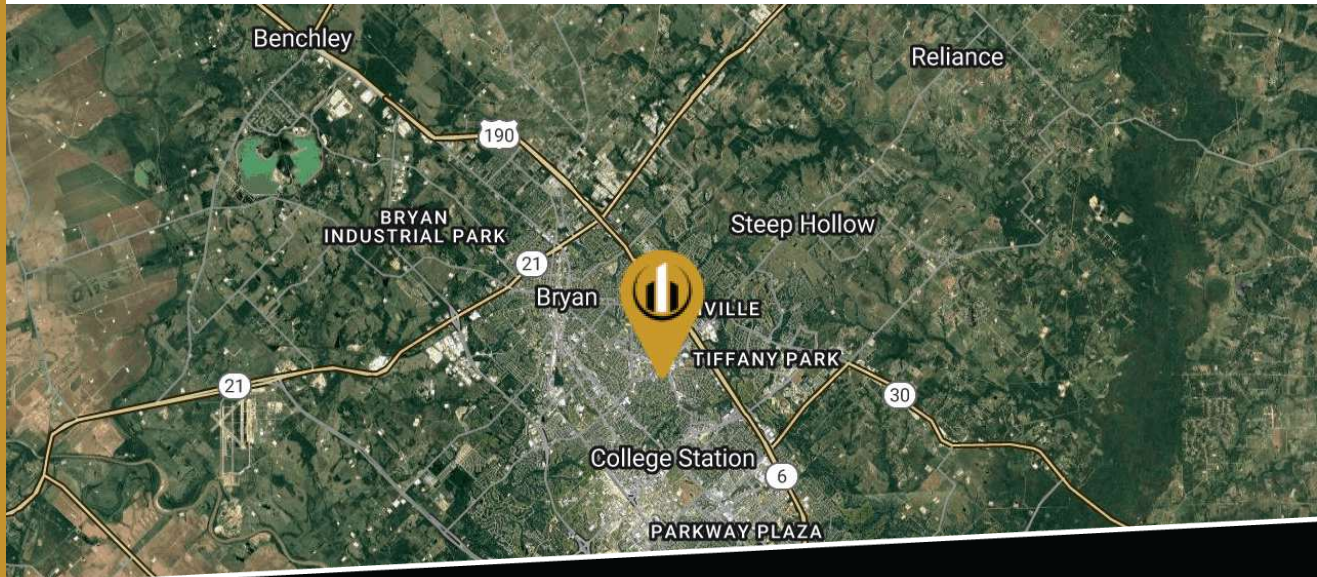 Benchley
Reliance
190
BRYAN
INDUSTRIAL PARK
Steep Hollow
21
Bryan
VILLE
TIFFANY PARK
21
30
College Station
6
PARKWAY PLAZA